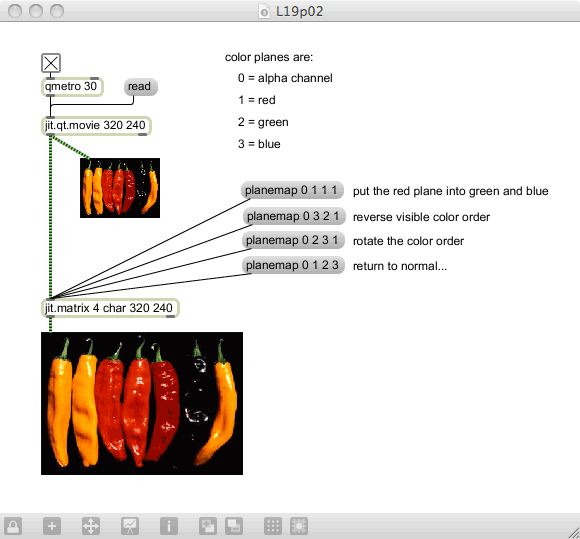 L19p02
color planes are:
qmetro 30
read
0 = alpha channel
1 = red
jit.qt.movie 320 240
2 = green
3 = blue
planemap 0 1 1 1
put the red plane into green and blue
planemap 0 3 2 1
reverse visible color order
planemap 0 2 3 1
rotate the color order
planemap 0 1 2 3
return to normal...
jit.matrix 4 char 320 240